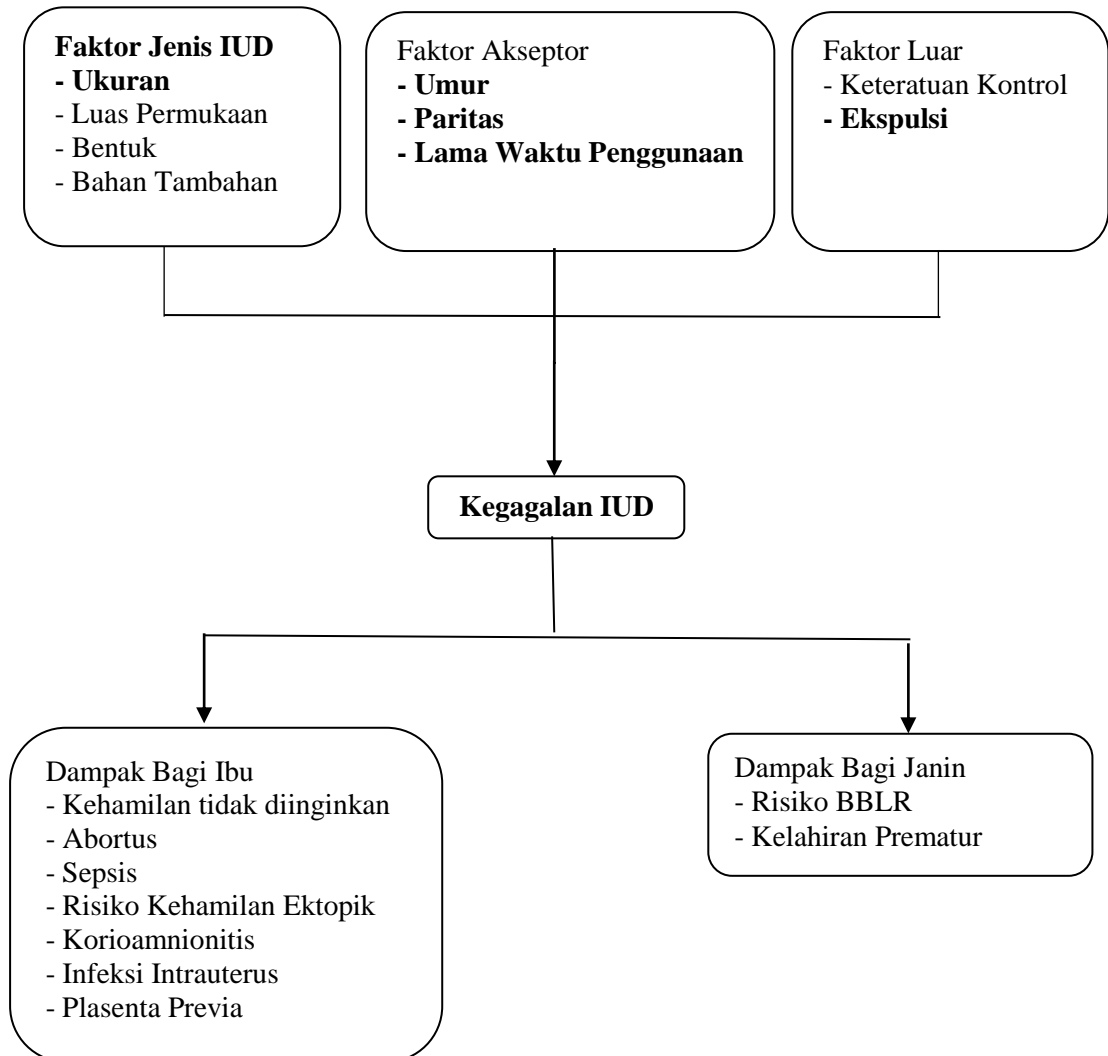 Faktor Jenis IUD
- Ukuran
- Luas Permukaan
- Bentuk
- Bahan Tambahan
Faktor Akseptor
- Umur
- Paritas
- Lama Waktu Penggunaan
Faktor Luar
- Keteratuan Kontrol
- Ekspulsi
Kegagalan IUD
Dampak Bagi Ibu
- Kehamilan tidak diinginkan
- Abortus
- Sepsis
- Risiko Kehamilan Ektopik
- Korioamnionitis
- Infeksi Intrauterus
- Plasenta Previa
Dampak Bagi Janin
- Risiko BBLR
- Kelahiran Prematur